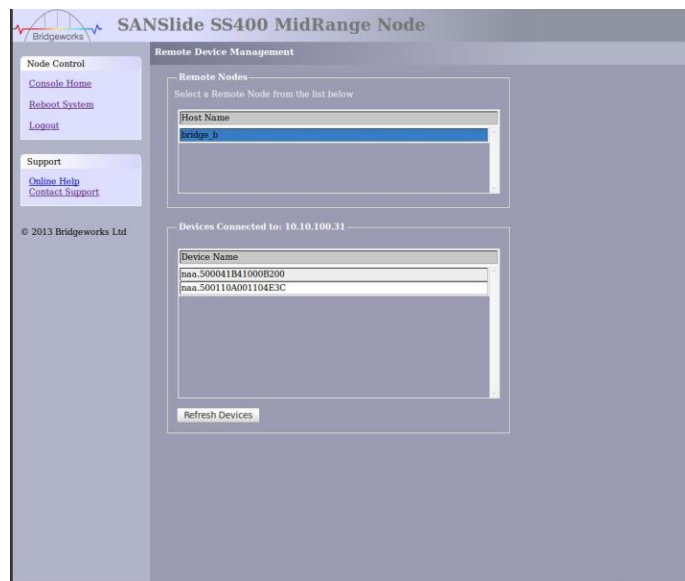 Bridgeworks
SANSlide SS400 MidRange Node
Node Control
Console Home
Reboot System
Logout
Support
Online Help
Contact Support
© 2013 Bridgeworks Ltd
Remote Device Management
Remote Nodes
Select a Remote Node from the list below
Host Name
bridge_b
Devices Connected to: 10.10.100.31
Device Name
naa.500041B41000B200
naa.500110A001104E3C
Refresh Devices